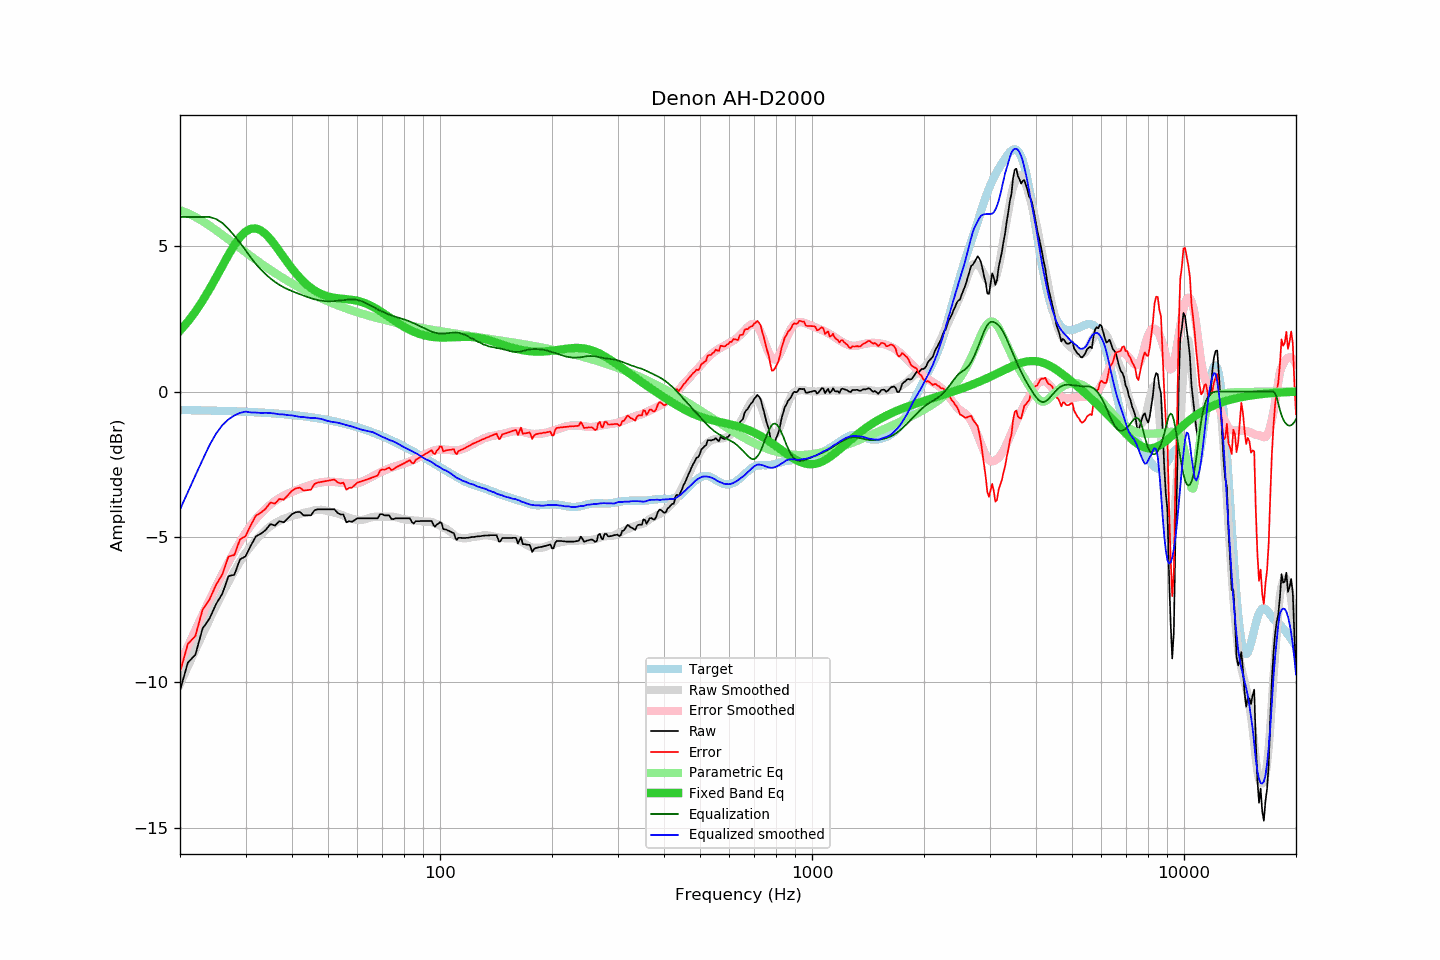 Denon AH-D2000
Amplitude (dBr)
5
0
−5
−10
−15
100
1000
10000
Frequency (Hz)
Target
Raw Smoothed
Error Smoothed
Raw
Error
Parametric Eq
Fixed Band Eq
Equalization
Equalized smoothed